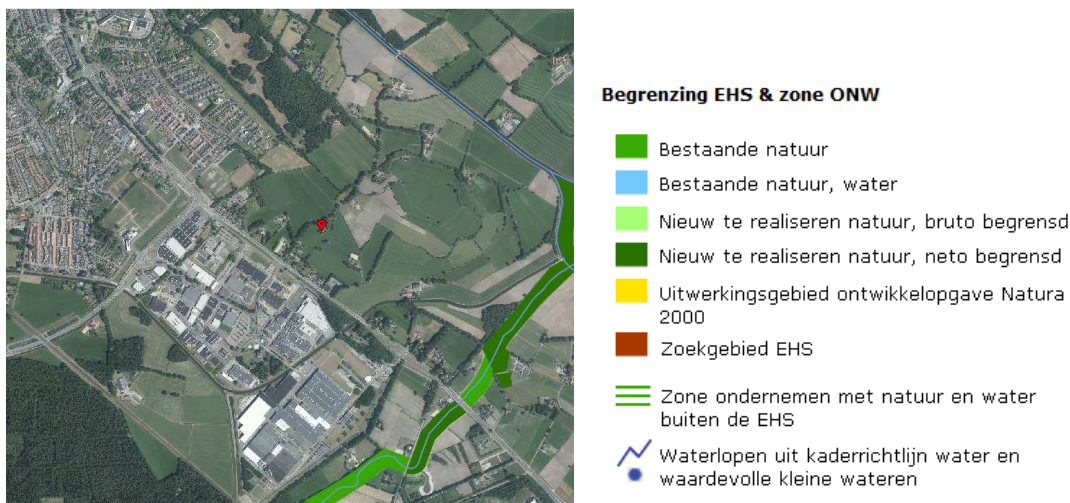 Begrenzing EHS & zone ONW
Bestaande natuur
Bestaande natuur, water
Nieuw te realiseren natuur, bruto begrensd
Nieuw te realiseren natuur, neto begrensd
Uitwerkingsgebied ontwikkelopgave Natura
2000
Zoekgebied EHS
Zone ondernemen met natuur en water
buiten de EHS
Waterlopen uit kaderrichtlijn water en
waardevolle kleine wateren